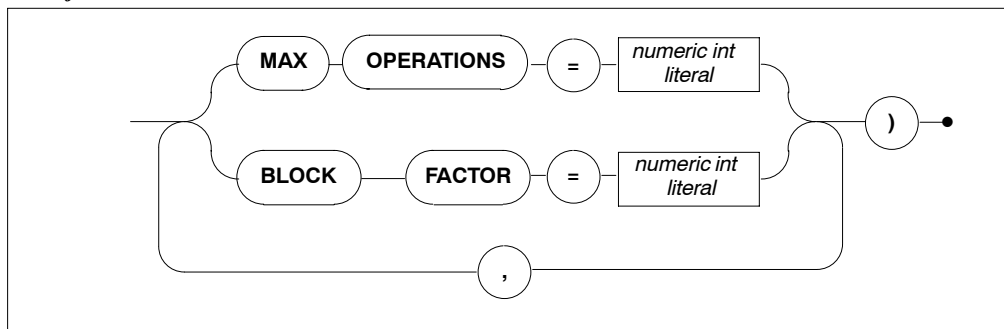 MAX OPERATIONS = numeric int literal
)
BLOCK FACTOR = numeric int literal
,